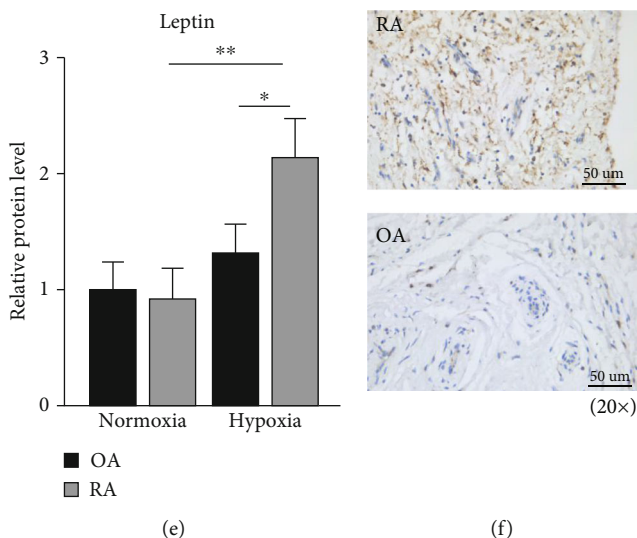 Leptin
Relative protein level
3
2
1
0
**
*
Normoxia
Hypoxia
OA
RA
(e)
RA
50 um
OA
50 um
(20×)
(f)